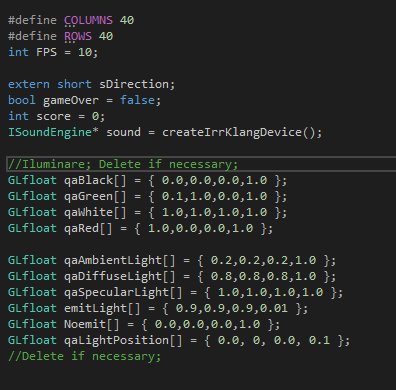 #define COLUMNS 40
#define ROWS 40
int FPS = 10;
extern short sDirection;
bool gameOver = false;
int score = 0;
ISoundEngine* sound = createIrrKlangDevice();
//Iluminare; Delete if necessary;
GLfloat qaBlack[] = { 0.0,0.0,0.0,1.0 };
GLfloat qaGreen[] = { 0.1,1.0,0.0,1.0 };
GLfloat qaWhite[] = { 1.0,1.0,1.0,1.0 };
GLfloat qaRed[] = { 1.0,0.0,0.0,1.0 };
GLfloat qaAmbientLight[] = { 0.2,0.2,0.2,1.0 };
GLfloat qaDiffuseLight[] = { 0.8,0.8,0.8,1.0 };
GLfloat qaSpecularLight[] = { 1.0,1.0,1.0,1.0 };
GLfloat emitLight[] = { 0.9,0.9,0.9,0.01 };
GLfloat Noemit[] = { 0.0,0.0,0.0,1.0 };
GLfloat qaLightPosition[] = { 0.0, 0, 0.0, 0.1 };
//Delete if necessary;